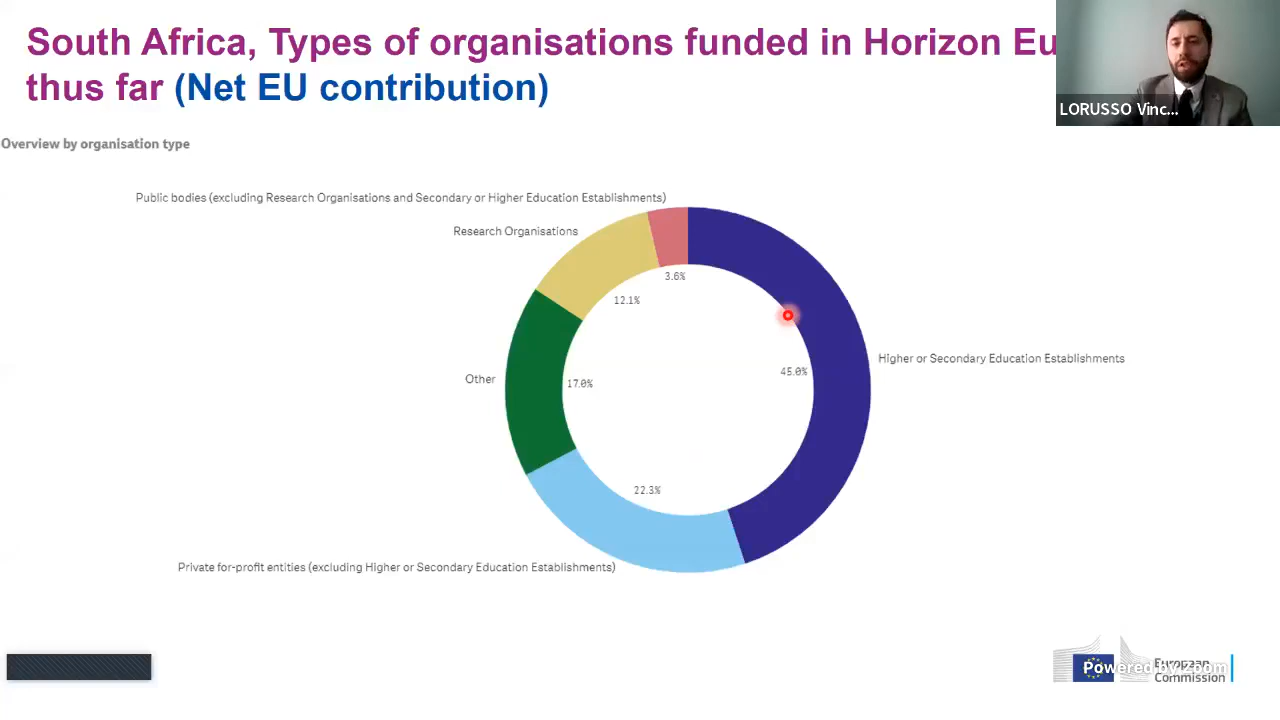 South Africa, Types of organisations funded in Horizon Eu
thus far (Net EU contribution)
LORUSSO Vinc...
Overview by organisation type
Public bodies (excluding Research Organisations and Secondary or Higher Education Establishments)
Research Organisations
3.6%
12.1%
Higher or Secondary Education Establishments
45.0%
Other
17.0%
22.3%
Private for-profit entities (excluding Higher or Secondary Education Establishments)
European
Commission
Powered by Zoom